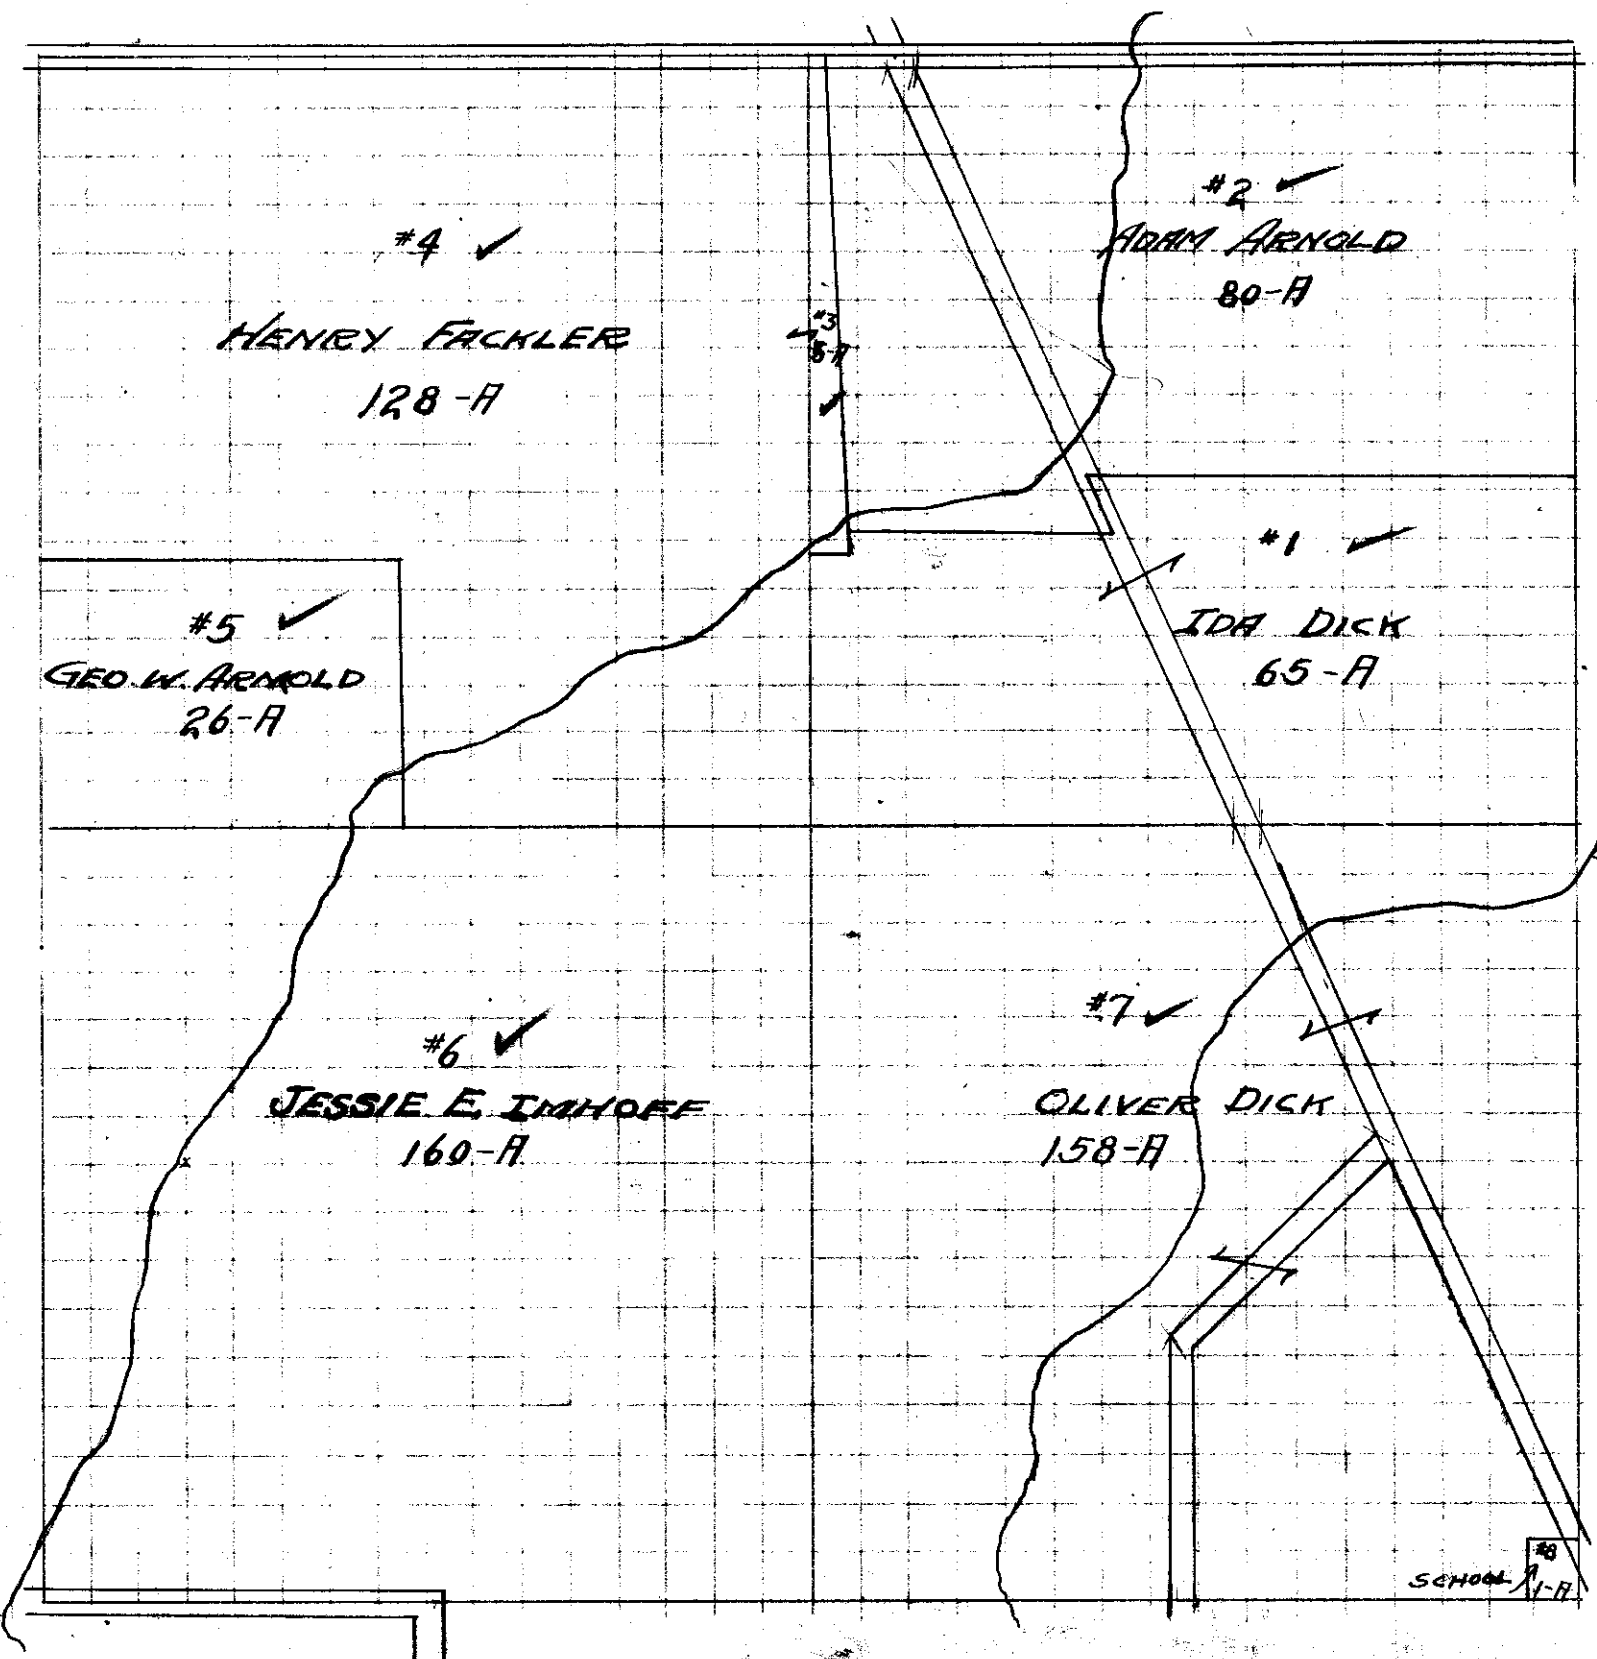 #4
HENRY FACKLER
128-A
#3
5-A
#2
ADAM ARNOLD
80-A
#1
IDA DICK
65-A
#5
GEO. W. ARNOLD
26-A
#6
JESSIE E. IMHOFF
160-A
#7
OLIVER DICK
158-A
SCHOOL
#8
1-A